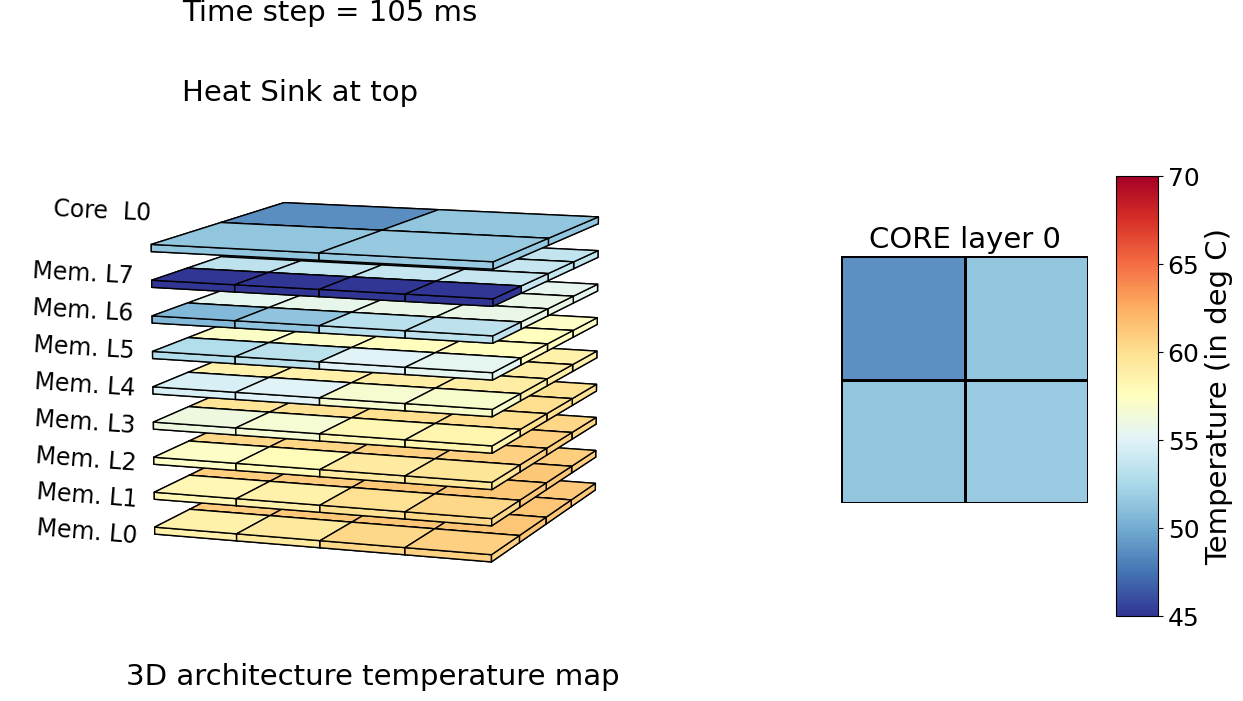 Time step = 105 ms
Heat Sink at top
Core L0
Mem. L7
Mem. L6
Mem. L5
Mem. L4
Mem. L3
Mem. L2
Mem. L1
Mem. L0
3D architecture temperature map
CORE layer 0
70
65
60
55
50
45
Temperature (in deg C)